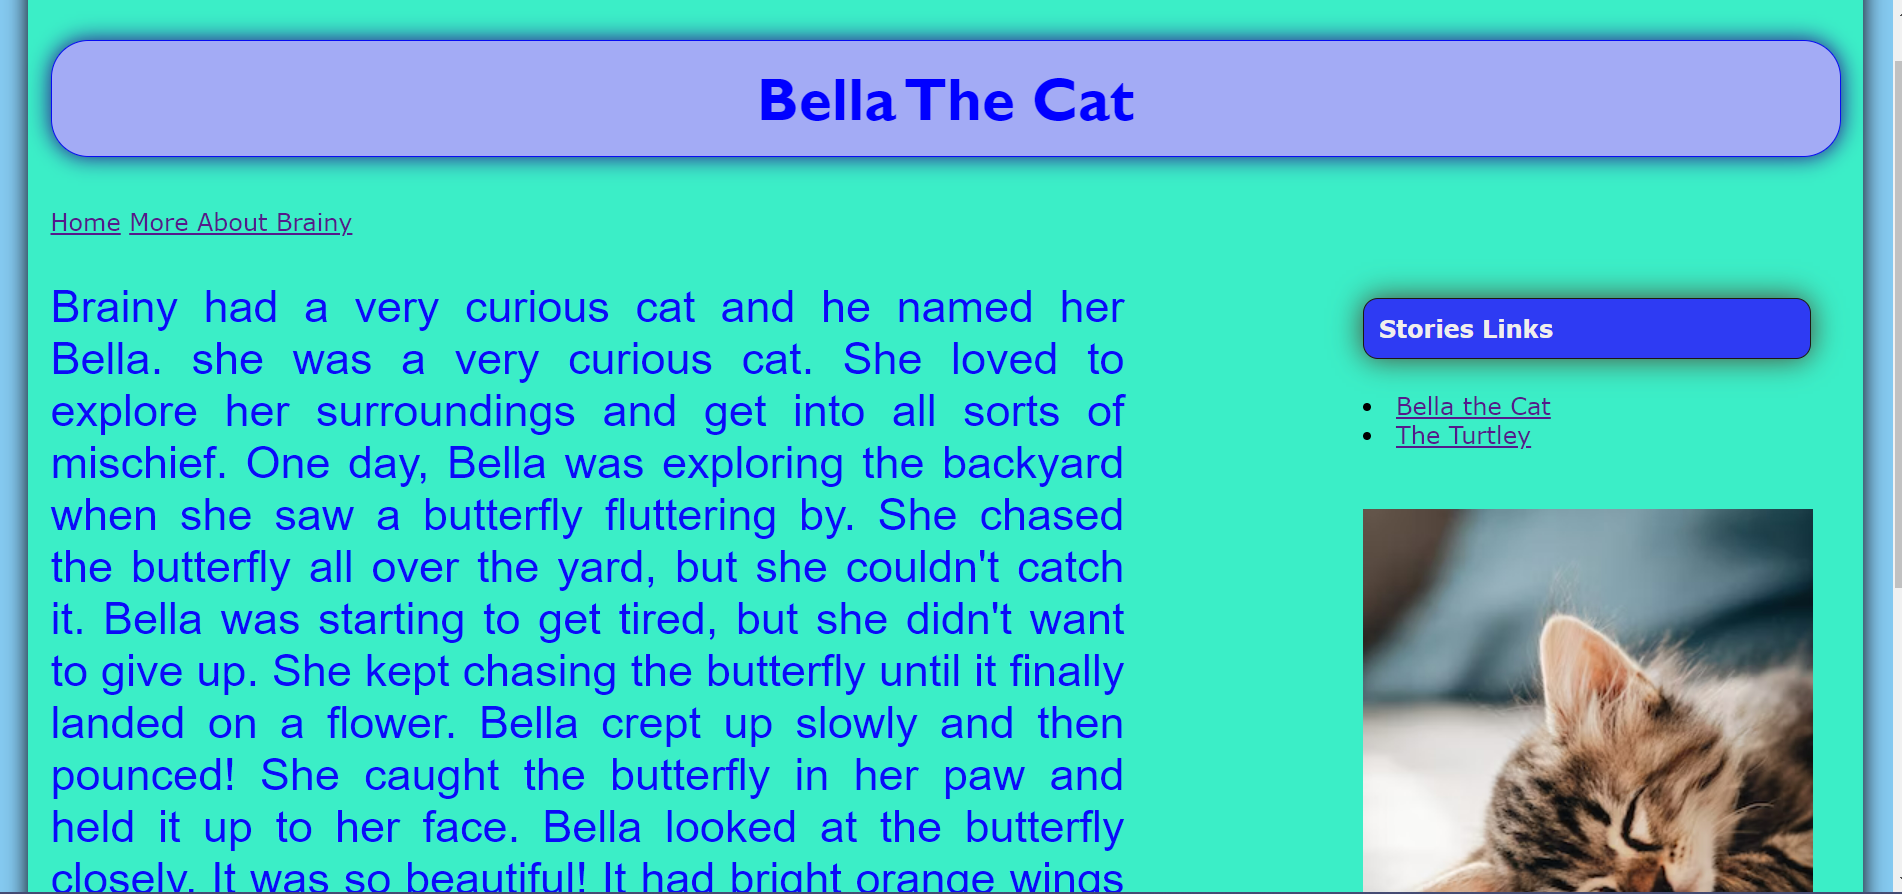 Bella The Cat
Home More About Brainy
Brainy had a very curious cat and he named her
Bella. she was a very curious cat. She loved to
explore her surroundings and get into all sorts of
mischief. One day, Bella was exploring the backyard
when she saw a butterfly fluttering by. She chased
the butterfly all over the yard, but she couldn't catch
it. Bella was starting to get tired, but she didn't want
to give up. She kept chasing the butterfly until it finally
landed on a flower. Bella crept up slowly and then
pounced! She caught the butterfly in her paw and
held it up to her face. Bella looked at the butterfly
closely. It was so beautiful! It had bright orange wings
Stories Links
Bella the Cat
The Turtley